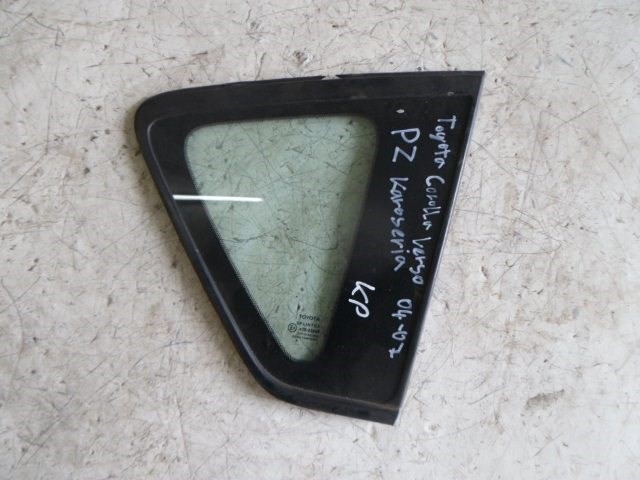 Toyota Corolla Verso 04-07
PZ Karoseria
KP
TOYOTA